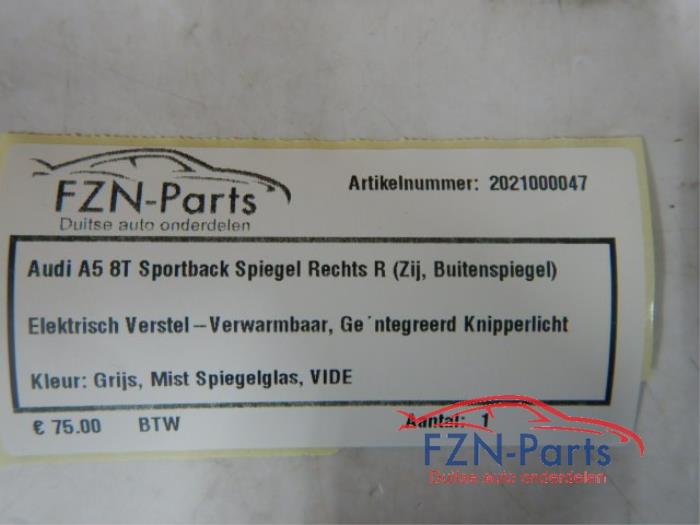 FZN-Parts
Duitse auto onderdelen
Artikelnummer: 2021000047
Audi A5 8T Sportback Spiegel Rechts R (Zij, Buitenspiegel)
Elektrisch Verstel – Verwarmbaar, Ge´ntegreerd Knipperlicht
Kleur: Grijs, Mist Spiegelglas, VIDE
€ 75.00 BTW Aantal: 1
FZN-Parts
Duitse auto onderdelen